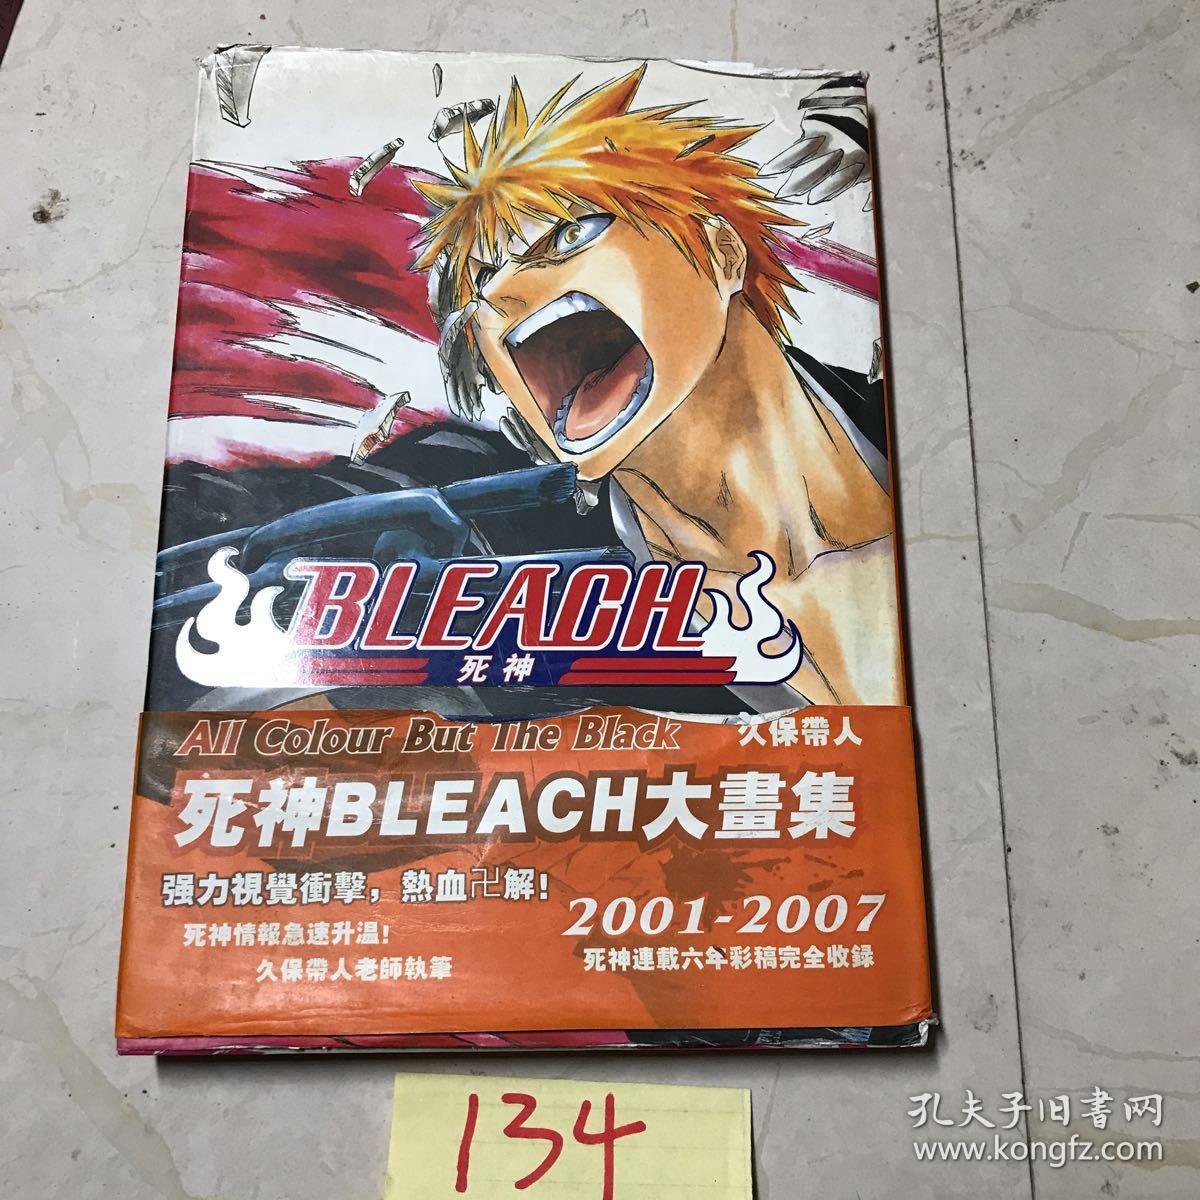 BLEACH
死神
All Colour But The Black
久保帶人
死神BLEACH大畫集
强力視覺衝擊，熱血卍解！
死神情報急速升温！
久保帶人老師執筆
2001-2007
死神連載六年彩稿完全收録
134
孔夫子旧書网
www.kongfz.com